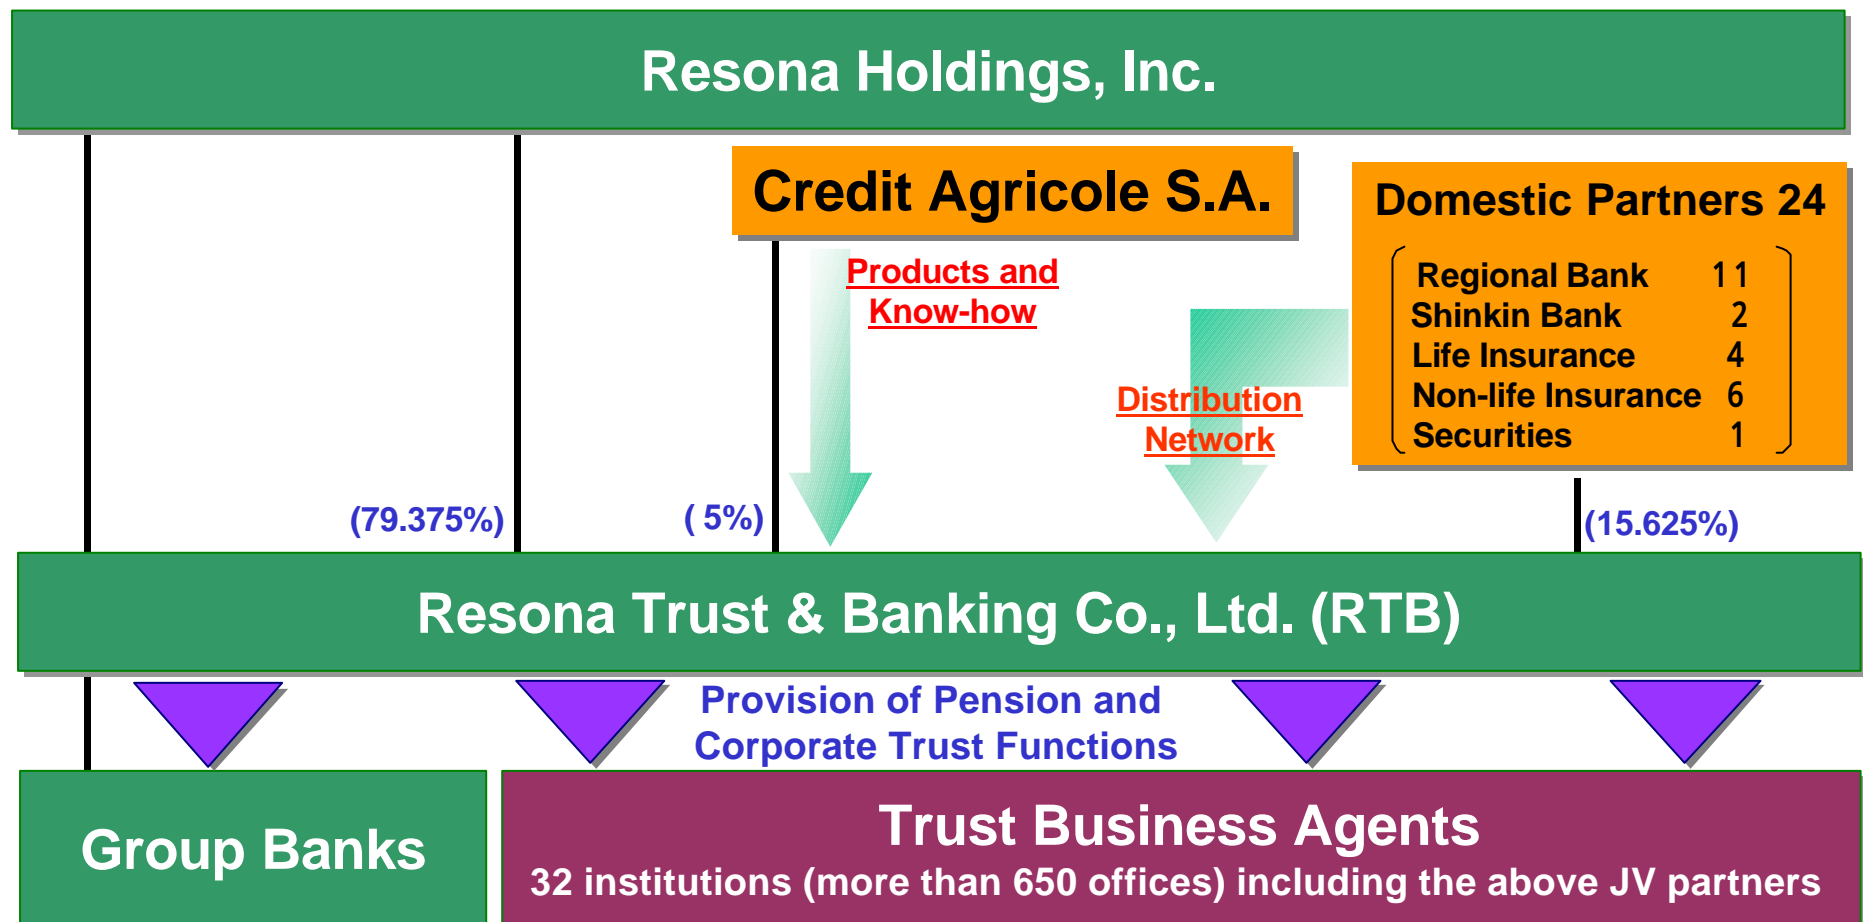 Resona Holdings, Inc.
Credit Agricole S.A.
Domestic Partners 24
Regional Bank 11
Shinkin Bank 2
Life Insurance 4
Non-life Insurance 6
Securities 1
Products and
Know-how
Distribution
Network
(79.375%)
( 5%)
(15.625%)
Resona Trust & Banking Co., Ltd. (RTB)
Provision of Pension and
Corporate Trust Functions
Group Banks
Trust Business Agents
32 institutions (more than 650 offices) including the above JV partners